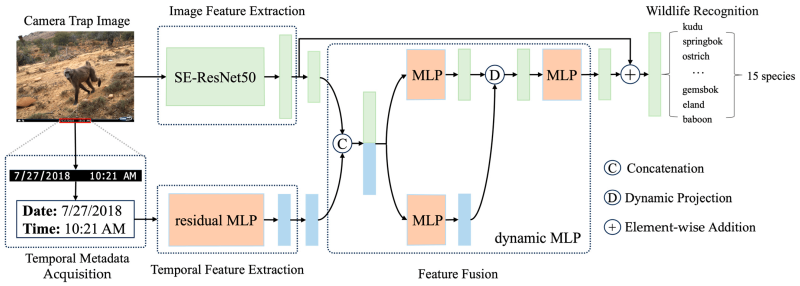 Camera Trap Image
Image Feature Extraction
Wildlife Recognition
SE-ResNet50
MLP
D
MLP
+
kudu
springbok
ostrich
...
gemsbok
eland
baboon
15 species
C
7/27/2018 10:21 AM
Date: 7/27/2018
Time: 10:21 AM
residual MLP
MLP
dynamic MLP
C Concatenation
D Dynamic Projection
+ Element-wise Addition
Temporal Metadata
Acquisition
Temporal Feature Extraction
Feature Fusion